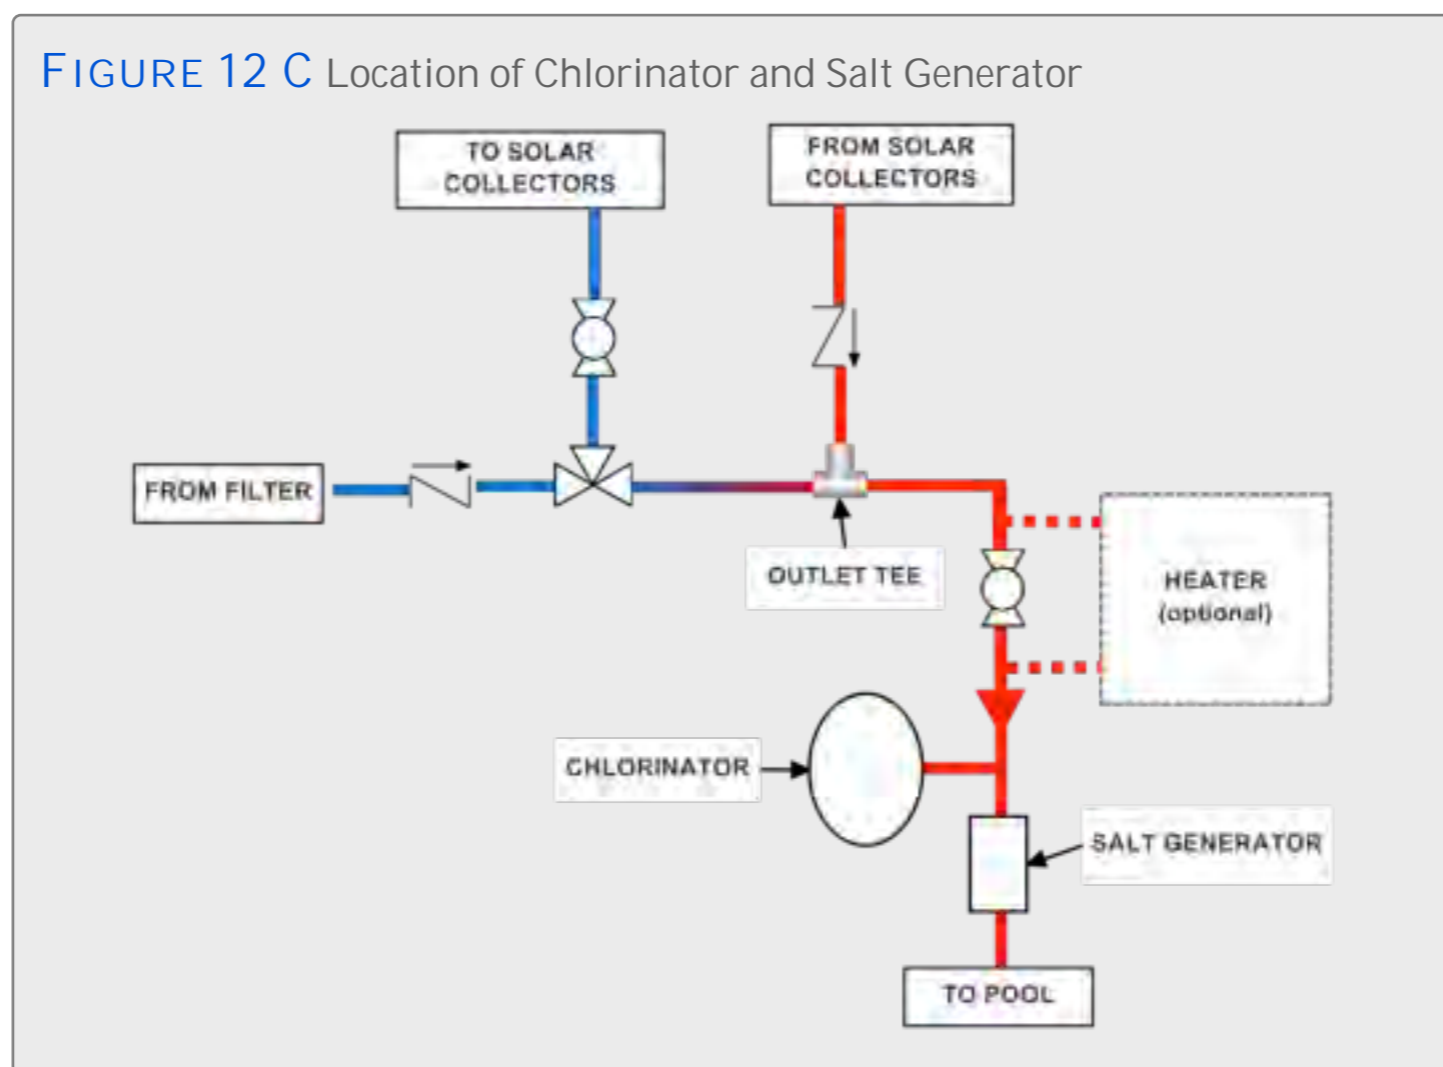 FIGURE 12 C Location of Chlorinator and Salt Generator
TO SOLAR
COLLECTORS
FROM SOLAR
COLLECTORS
FROM FILTER
OUTLET TEE
HEATER
(optional)
CHLORINATOR
SALT GENERATOR
TO POOL